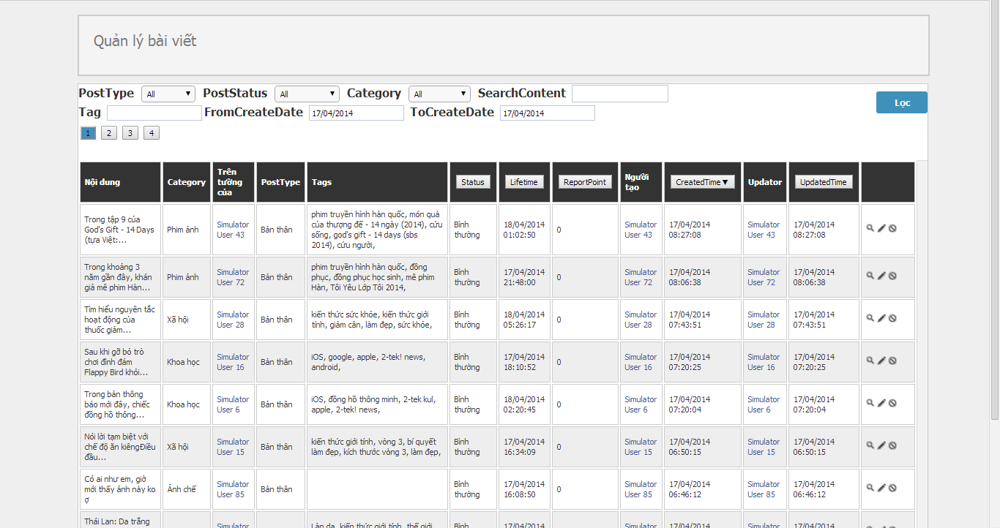 Quản lý bài viết
PostType All PostStatus All Category All SearchContent
Lọc
Tag FromCreateDate 17/04/2014 ToCreateDate 17/04/2014
1 2 3 4
Nội dung Category Trên tường của PostType Tags Status Lifetime ReportPoint Người tạo CreatedTime▼ Updator UpdatedTime
Trong tập 9 của God's Gift - 14 Days (tựa Việt:... Phim ảnh Simulator User 43 Bản thân phim truyền hình hàn quốc, món quà của thượng đế - 14 ngày (2014), cứu sống, god's gift - 14 days (sbs 2014), cứu người, Bình thường 18/04/2014 01:02:50 0 Simulator User 43 17/04/2014 08:27:08 Simulator User 43 17/04/2014 08:27:08
Trong khoảng 3 năm gần đây, khán giả mê phim Hàn... Phim ảnh Simulator User 72 Bản thân phim truyền hình hàn quốc, đồng phục, đồng phục học sinh, mê phim Hàn, Tôi Yêu Lớp Tôi 2014, Bình thường 17/04/2014 21:48:00 0 Simulator User 72 17/04/2014 08:06:38 Simulator User 72 17/04/2014 08:06:38
Tìm hiểu nguyên tắc hoạt động của thuốc giảm... Xã hội Simulator User 28 Bản thân kiến thức sức khỏe, kiến thức giới tính, giảm cân, làm đẹp, sức khỏe, Bình thường 18/04/2014 05:26:17 0 Simulator User 28 17/04/2014 07:43:51 Simulator User 28 17/04/2014 07:43:51
Sau khi gỡ bỏ trò chơi đình đám Flappy Bird khỏi... Khoa học Simulator User 16 Bản thân iOS, google, apple, 2-tek! news, android, Bình thường 17/04/2014 18:10:52 0 Simulator User 16 17/04/2014 07:20:25 Simulator User 16 17/04/2014 07:20:25
Trong bản thông báo mới đây, chiếc đồng hồ thông... Khoa học Simulator User 6 Bản thân iOS, đồng hồ thông minh, 2-tek kul, apple, 2-tek! news, Bình thường 18/04/2014 02:20:45 0 Simulator User 6 17/04/2014 07:20:04 Simulator User 6 17/04/2014 07:20:04
Nói lời tạm biệt với chế độ ăn kiêngĐiều đầu... Xã hội Simulator User 15 Bản thân kiến thức giới tính, vòng 3, bí quyết làm đẹp, kích thước vòng 3, làm đẹp, Bình thường 17/04/2014 16:34:09 0 Simulator User 15 17/04/2014 06:50:15 Simulator User 15 17/04/2014 06:50:15
Có ai như em, giờ mới thấy ảnh này ko ợ Ảnh chế Simulator User 85 Bản thân Bình thường 17/04/2014 16:08:50 0 Simulator User 85 17/04/2014 06:46:12 Simulator User 85 17/04/2014 06:46:12
Thái Lan: Da trắng Simulator Làn da, kiến thức giới tính, thế giới Bình 17/04/2014 Simulator 17/04/2014 Simulator 17/04/2014